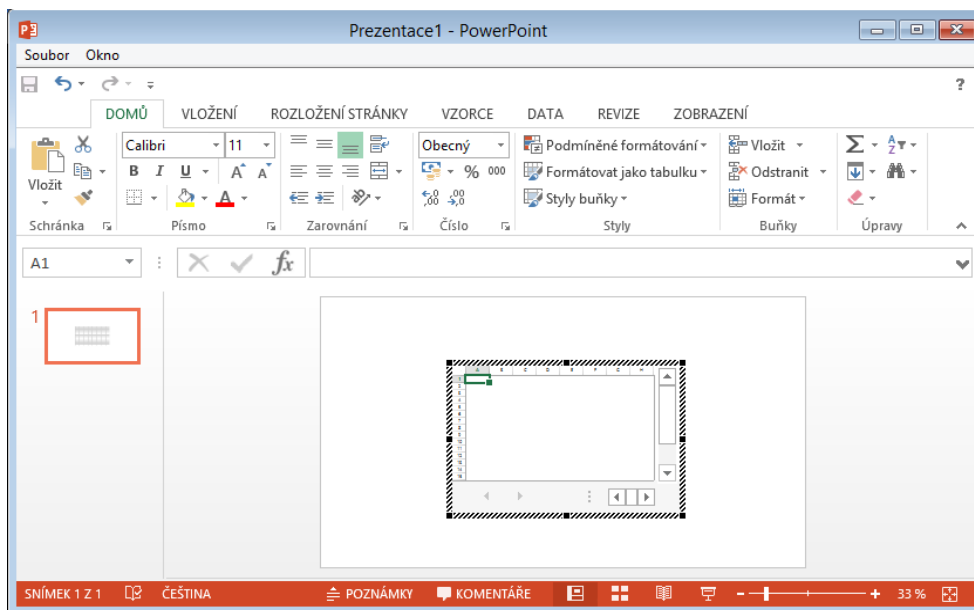 Prezentace1 - PowerPoint
Soubor Okno
?
DOMŮ VLOŽENÍ ROZLOŽENÍ STRÁNKY VZORCE DATA REVIZE ZOBRAZENÍ
Vložit
Calibri 11
B I U A A
A
Obecný
% 000
Podmíněné formátování
Formátovat jako tabulku
Styly buňky
Vložit
Odstranit
Formát
Schránka Písmo Zarovnání Číslo Styly Buňky Úpravy
A1 fx
1
A B C D E F G H
SNÍMEK 1 Z 1 ČEŠTINA POZNÁMKY KOMENTÁŘE 33 %